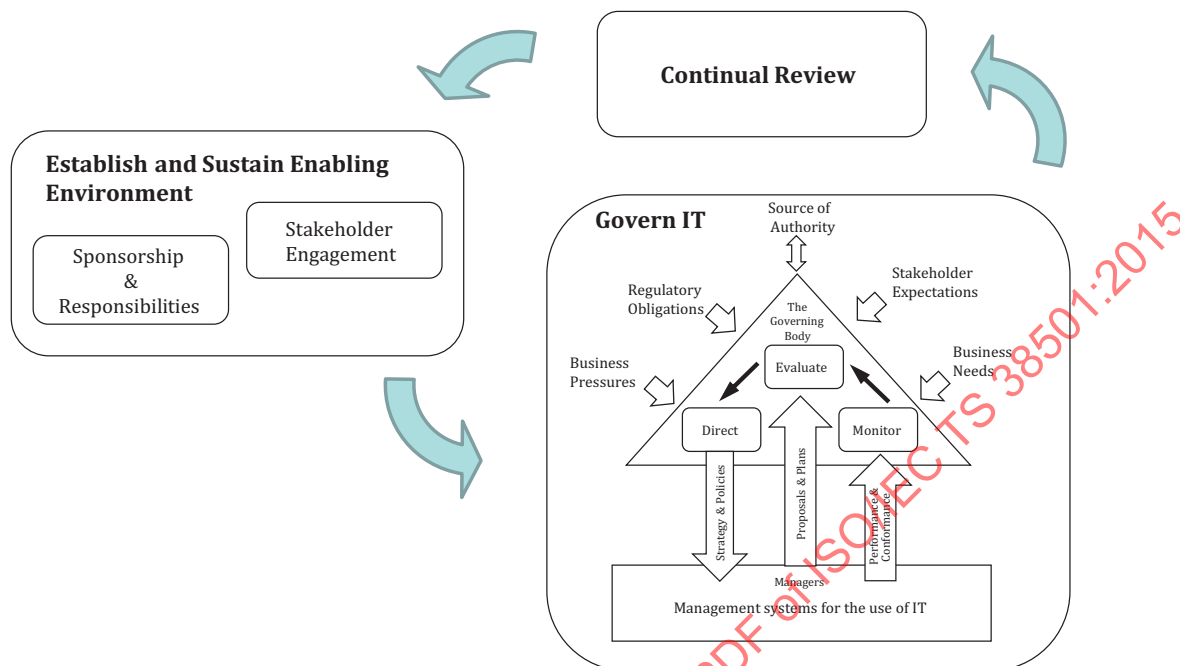 Continual Review
Establish and Sustain Enabling
Environment
Stakeholder
Engagement
Sponsorship
&
Responsibilities
Govern IT
Source of
Authority
Regulatory
Obligations
Stakeholder
Expectations
The
Governing
Body
Business
Pressures
Evaluate
Business
Needs
Direct
Monitor
Strategy & Policies
Proposals & Plans
Performance &
Conformance
Managers
Management systems for the use of IT
PDF of ISO/IEC TS 38501:2015